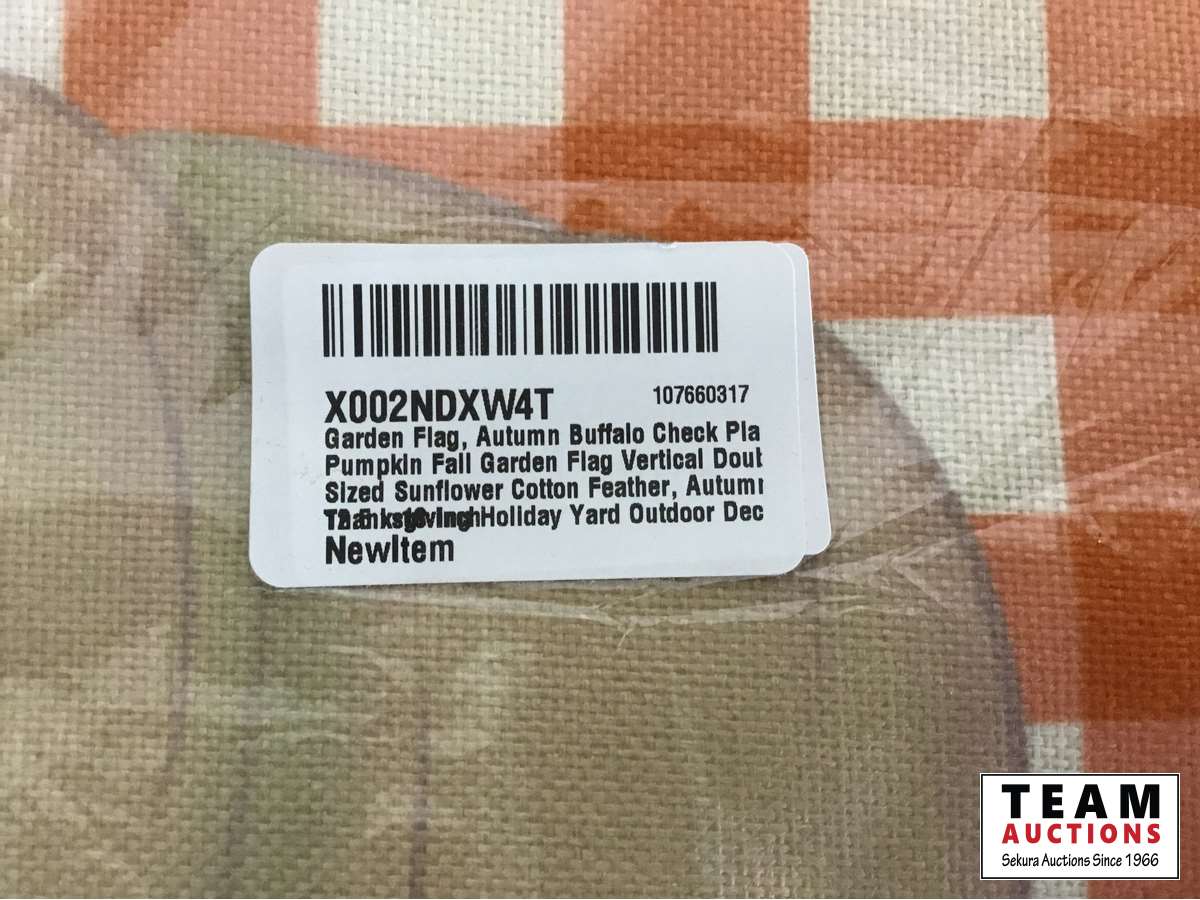 X002NDXW4T
107660317
Garden Flag, Autumn Buffalo Check Pla
Pumpkin Fall Garden Flag Vertical Doub
Sized Sunflower Cotton Feather, Autumn
Holiday Yard Outdoor Dec
NewItem
TEAM
AUCTIONS
Sekura Auctions Since 1966